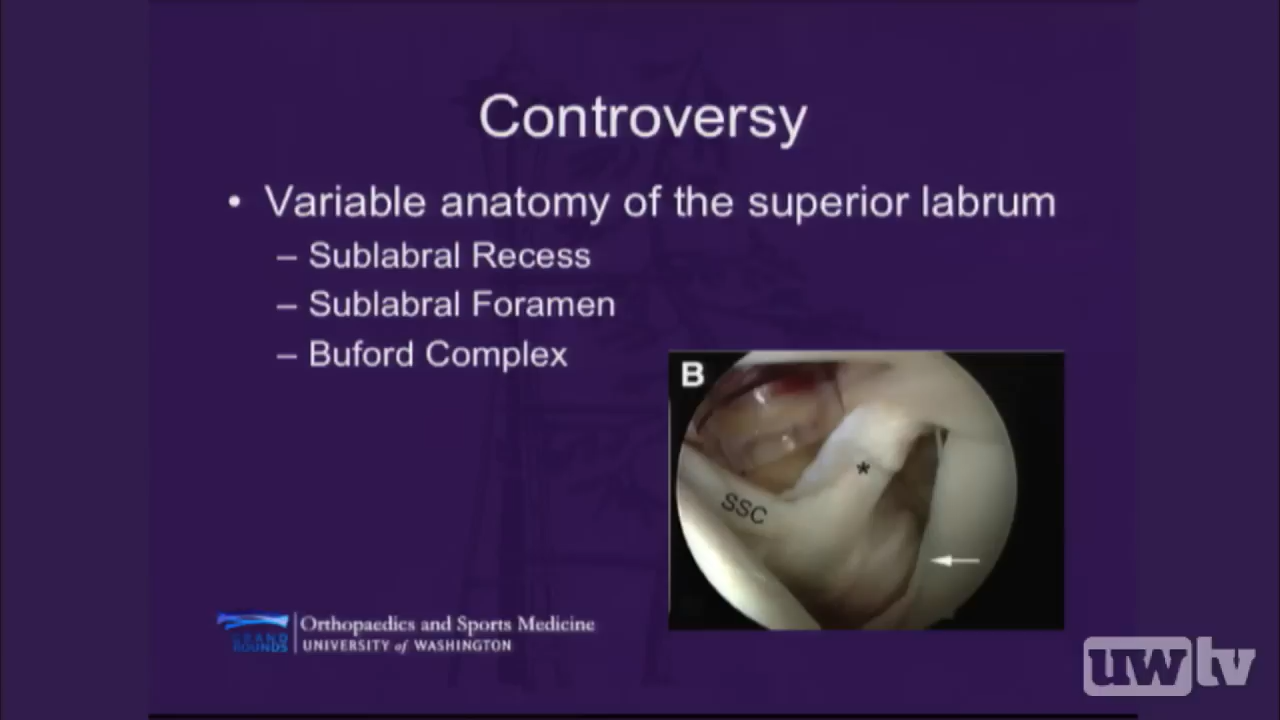 Controversy
• Variable anatomy of the superior labrum
– Sublabral Recess
– Sublabral Foramen
– Buford Complex
B
*
SSC
GRAND
ROUNDS
Orthopaedics and Sports Medicine
UNIVERSITY of WASHINGTON
uwtv